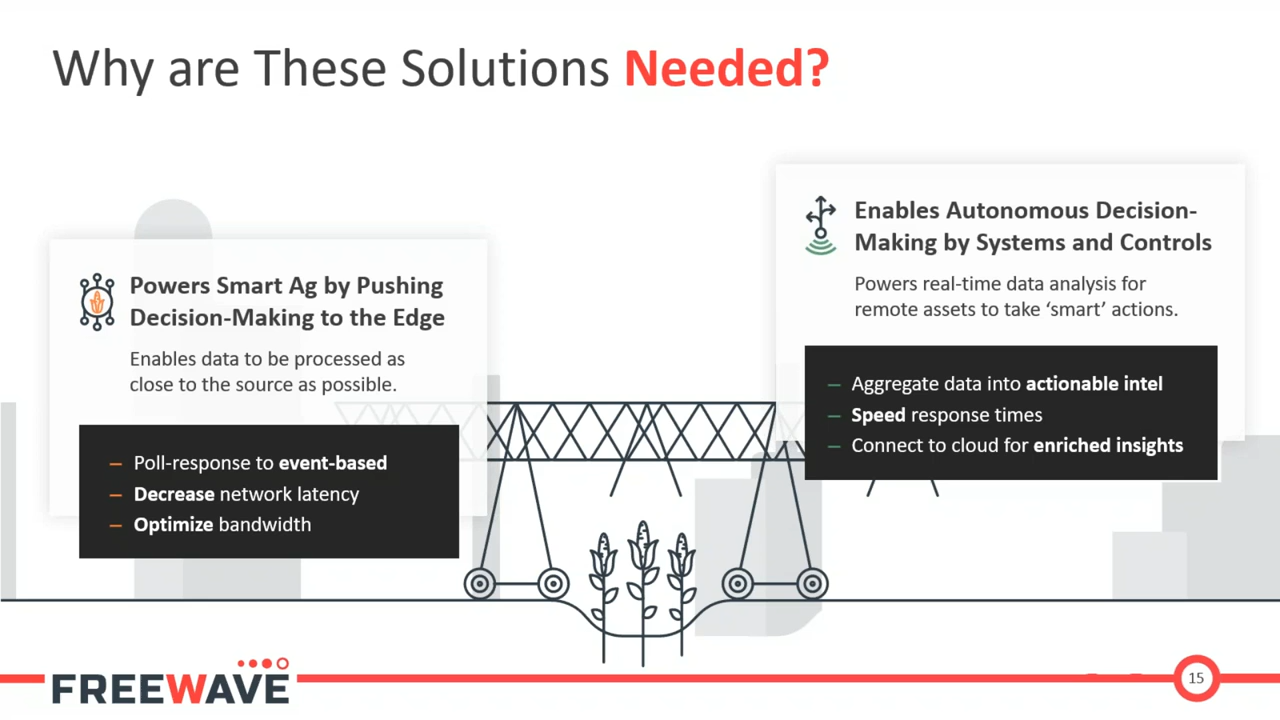 Why are These Solutions Needed?
Powers Smart Ag by Pushing
Decision-Making to the Edge
Enables data to be processed as
close to the source as possible.
– Poll-response to event-based
– Decrease network latency
– Optimize bandwidth
Enables Autonomous Decision-
Making by Systems and Controls
Powers real-time data analysis for
remote assets to take ‘smart’ actions.
– Aggregate data into actionable intel
– Speed response times
– Connect to cloud for enriched insights
FREEWAVE
15